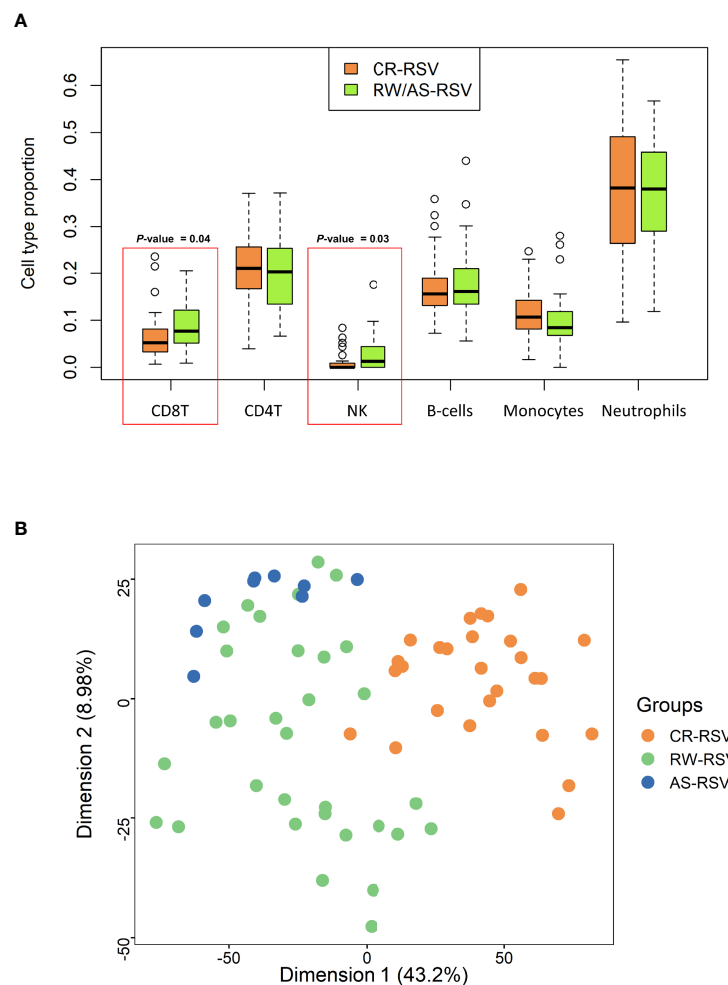 A
CR-RSV
RW/AS-RSV
Cell type proportion
0.6
0.5
0.4
0.3
0.2
0.1
0.0
P-value = 0.04
P-value = 0.03
CD8T CD4T NK B-cells Monocytes Neutrophils
B
Dimension 2 (8.98%)
25
0
-25
-50
-50 0 50
Dimension 1 (43.2%)
Groups
CR-RSV
RW-RSV
AS-RSV